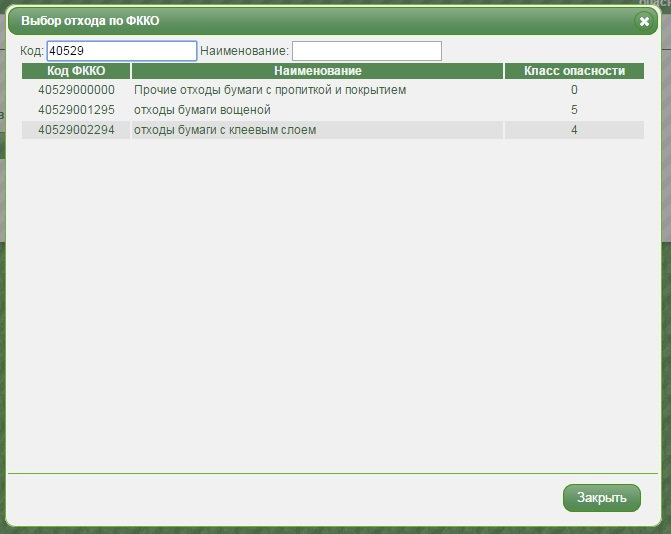 Выбор отхода по ФККО
Код: 40529 Наименование:
Код ФККО Наименование Класс опасности
40529000000 Прочие отходы бумаги с пропиткой и покрытием 0
40529001295 отходы бумаги вощеной 5
40529002294 отходы бумаги с клеевым слоем 4
Закрыть